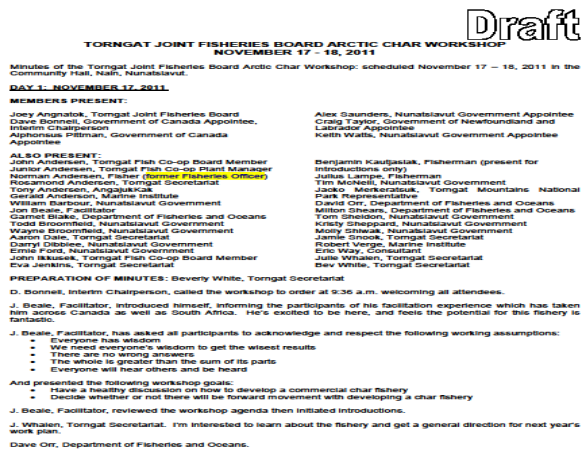 Draft
TORNGAT JOINT FISHERIES BOARD ARCTIC CHAR WORKSHOP
NOVEMBER 17 - 18, 2011
Minutes of the Torngat Joint Fisheries Board Arctic Char Workshop: scheduled November 17 – 18, 2011 in the
Community Hall, Nain, Nunatsiavut.
DAY 1: NOVEMBER 17, 2011
MEMBERS PRESENT:
Joey Angnatok, Torngat Joint Fisheries Board
Dave Bonnell, Government of Canada Appointee,
Interim Chairperson
Alphonsus Pittman, Government of Canada
Appointee
Alex Saunders, Nunatsiavut Government Appointee
Craig Taylor, Government of Newfoundland and
Labrador Appointee
Keith Watts, Nunatsiavut Government Appointee
ALSO PRESENT:
John Andersen, Torngat Fish Co-op Board Member
Junior Andersen, Torngat Fish Co-op Plant Manager
Norman Andersen, Fisher (former Fisheries Officer)
Rosamond Andersen, Torngat Secretariat
Tony Andersen, AngajukKak
Gerald Anderson, Marine Institute
William Barbour, Nunatsiavut Government
Jon Beale, Facilitator
Garnet Blake, Department of Fisheries and Oceans
Todd Broomfield, Nunatsiavut Government
Wayne Broomfield, Nunatsiavut Government
Aaron Dale, Torngat Secretariat
Darryl Dibblee, Nunatsiavut Government
Ernie Ford, Nunatsiavut Government
John Ikkusek, Torngat Fish Co-op Board Member
Eva Jenkins, Torngat Secretariat
Benjamin Kautjasiak, Fisherman (present for
introductions only)
Julius Lampe, Fisherman
Tim McNeill, Nunatsiavut Government
Jacko Merkeratsuk, Torngat Mountains National
Park Representative
David Orr, Department of Fisheries and Oceans
Milton Shears, Department of Fisheries and Oceans
Tom Sheldon, Nunatsiavut Government
Kristy Sheppard, Nunatsiavut Government
Molly Shiwak, Nunatsiavut Government
Jamie Snook, Torngat Secretariat
Robert Verge, Marine Institute
Eric Way, Consultant
Julie Whalen, Torngat Secretariat
Bev White, Torngat Secretariat
PREPARATION OF MINUTES: Beverly White, Torngat Secretariat
D. Bonnell, Interim Chairperson, called the workshop to order at 9:36 a.m. welcoming all attendees.
J. Beale, Facilitator, introduced himself, informing the participants of his facilitation experience which has taken
him across Canada as well as South Africa. He's excited to be here, and feels the potential for this fishery is
fantastic.
J. Beale, Facilitator, has asked all participants to acknowledge and respect the following working assumptions:
• Everyone has wisdom
• We need everyone's wisdom to get the wisest results
• There are no wrong answers
• The whole is greater than the sum of its parts
• Everyone will hear others and be heard
And presented the following workshop goals:
• Have a healthy discussion on how to develop a commercial char fishery
• Decide whether or not there will be forward movement with developing a char fishery
J. Beale, Facilitator, reviewed the workshop agenda then initiated introductions.
J. Whalen, Torngat Secretariat. I'm interested to learn about the fishery and get a general direction for next year's
work plan.
Dave Orr, Department of Fisheries and Oceans.